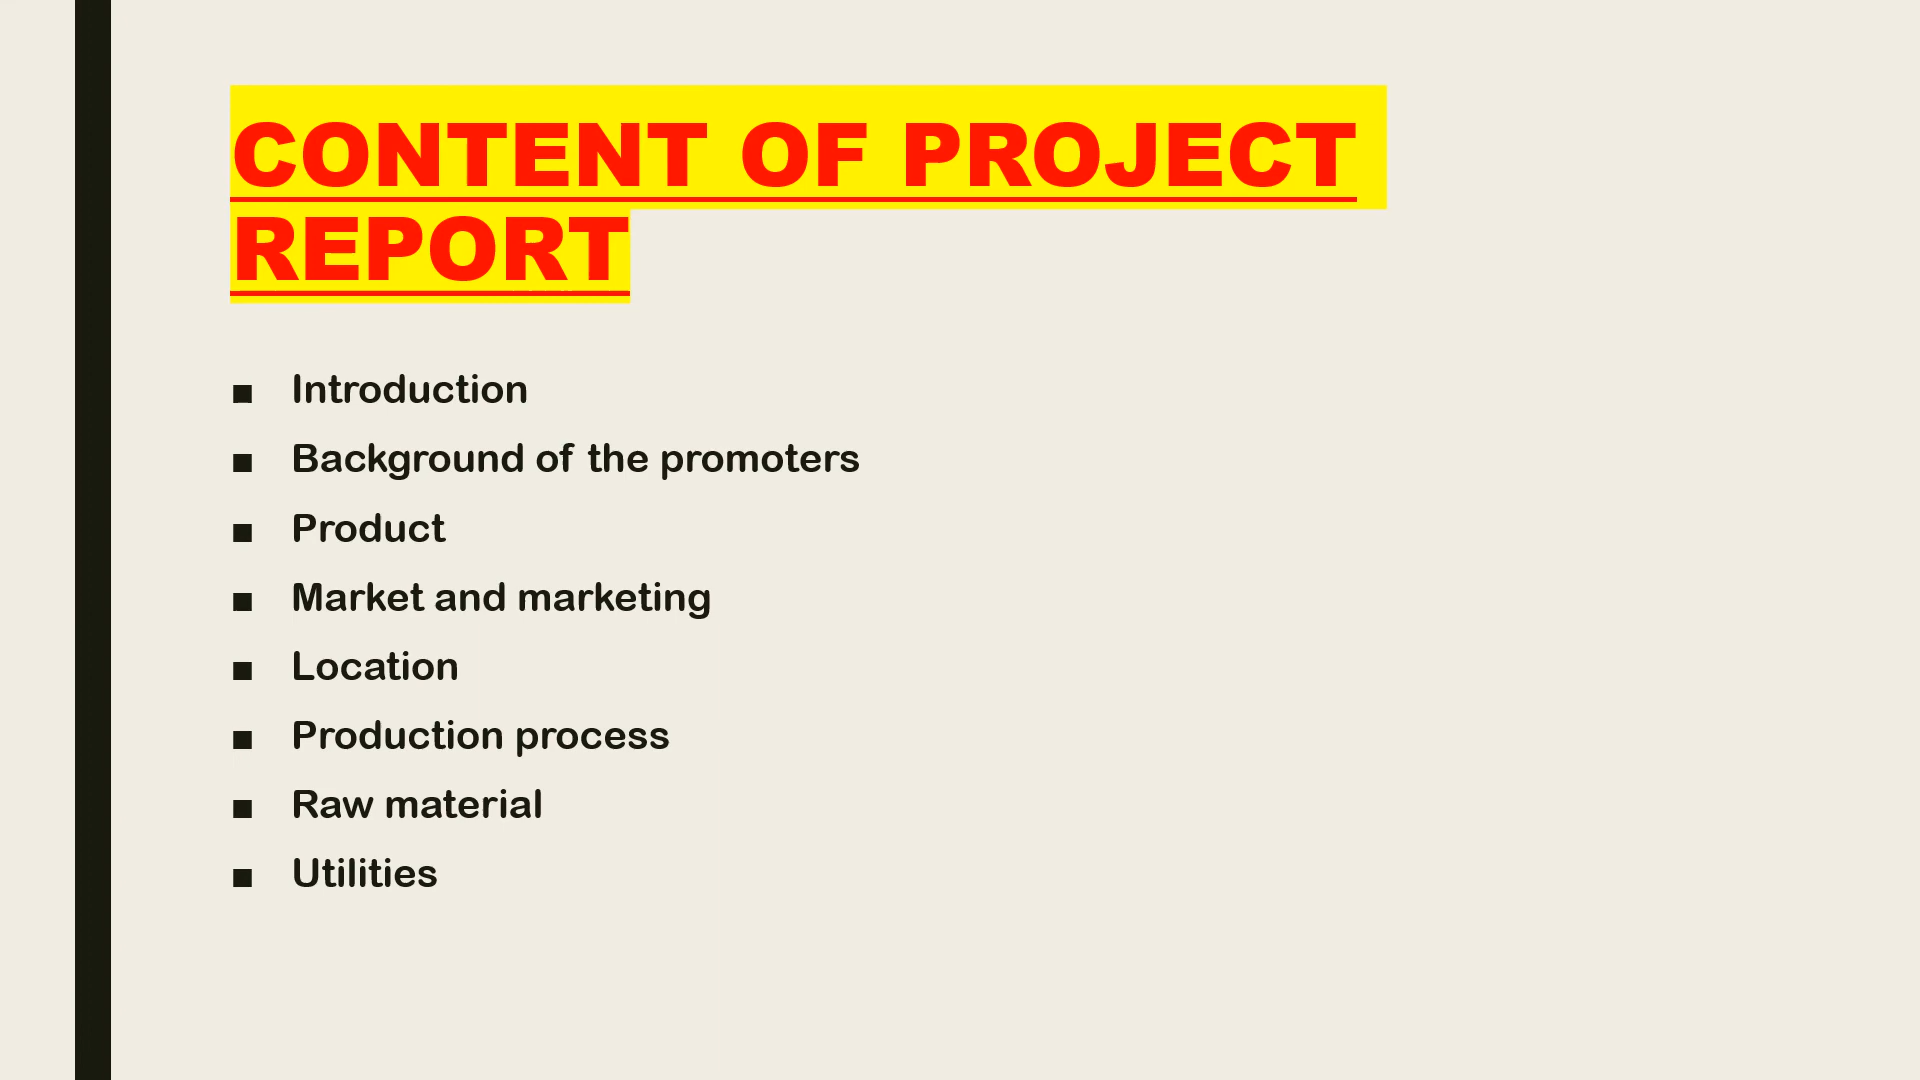 CONTENT OF PROJECT
REPORT
■ Introduction
■ Background of the promoters
■ Product
■ Market and marketing
■ Location
■ Production process
■ Raw material
■ Utilities